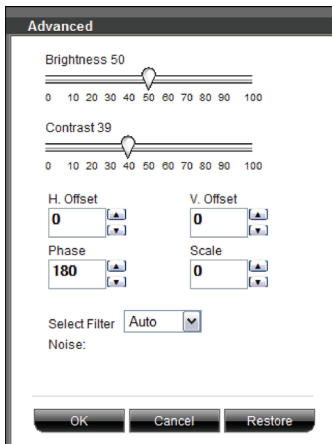 Advanced
Brightness 50
0 10 20 30 40 50 60 70 80 90 100
Contrast 39
0 10 20 30 40 50 60 70 80 90 100
H. Offset V. Offset
0 0
Phase Scale
180 0
Select Filter Auto
Noise:
OK Cancel Restore